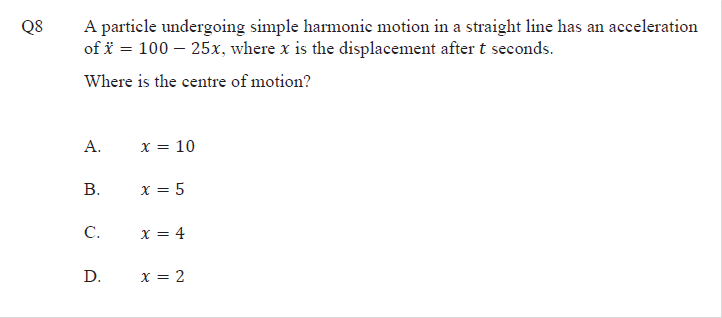 Q8 A particle undergoing simple harmonic motion in a straight line has an acceleration
of ẍ = 100 − 25x, where x is the displacement after t seconds.
Where is the centre of motion?
A. x = 10
B. x = 5
C. x = 4
D. x = 2